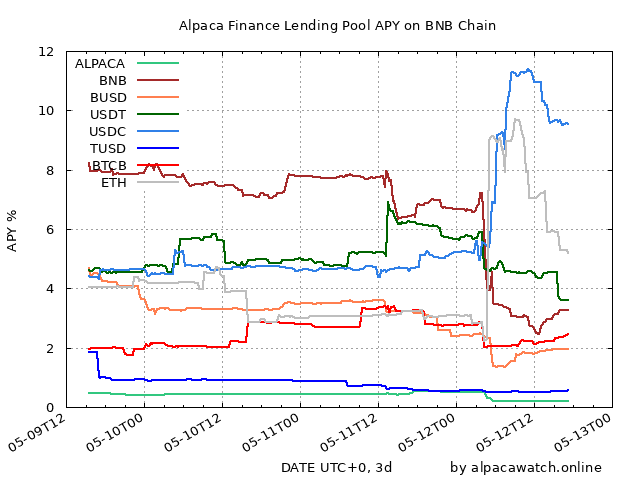 Alpaca Finance Lending Pool APY on BNB Chain
12
10
8
6
4
2
0
APY %
ALPACA
BNB
BUSD
USDT
USDC
TUSD
BTCB
ETH
05-09T12
05-10T00
05-10T12
05-11T00
05-11T12
05-12T00
05-12T12
05-13T00
DATE UTC+0, 3d
by alpacawatch.online